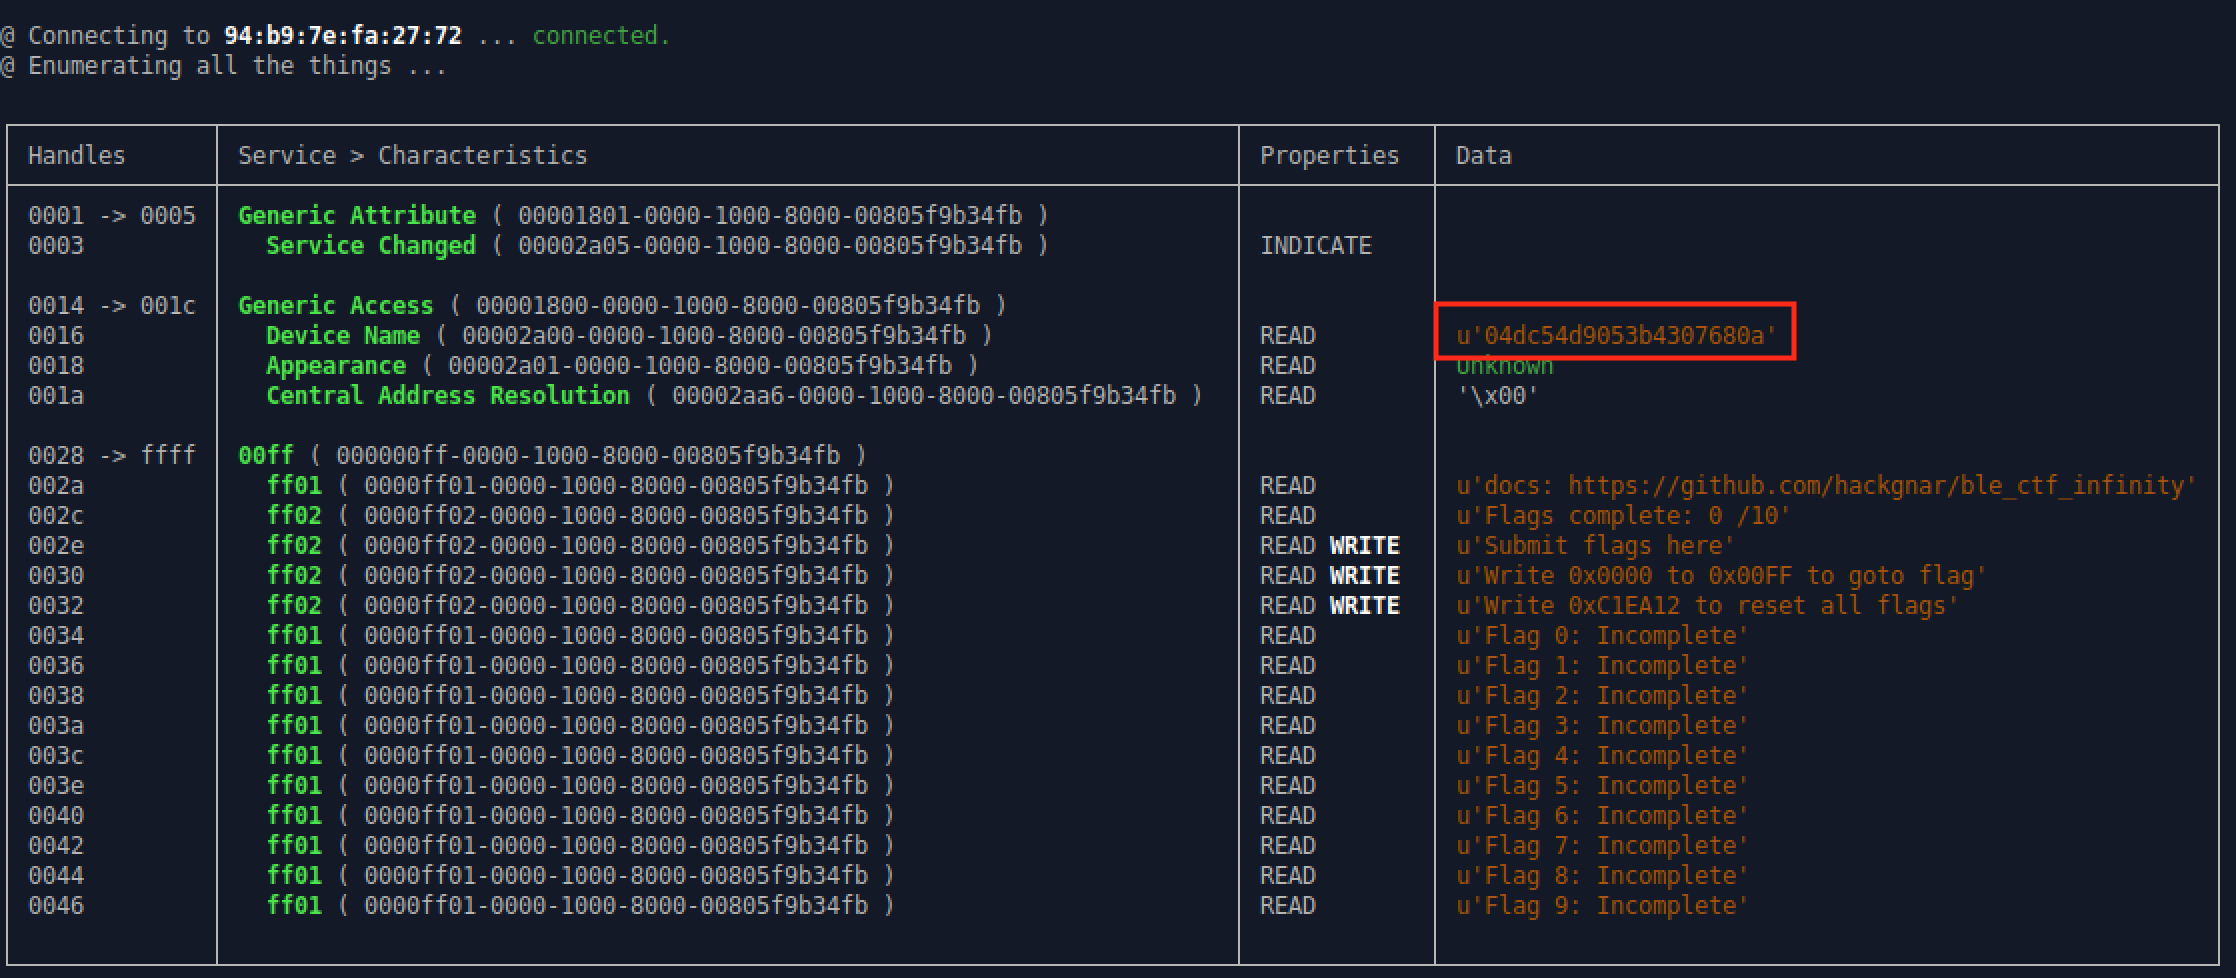 @ Connecting to 94:b9:7e:fa:27:72 ... connected.
@ Enumerating all the things ...
Handles Service > Characteristics Properties Data
0001 -> 0005 Generic Attribute ( 00001801-0000-1000-8000-00805f9b34fb )
0003 Service Changed ( 00002a05-0000-1000-8000-00805f9b34fb ) INDICATE
0014 -> 001c Generic Access ( 00001800-0000-1000-8000-00805f9b34fb )
0016 Device Name ( 00002a00-0000-1000-8000-00805f9b34fb ) READ u'04dc54d9053b4307680a'
0018 Appearance ( 00002a01-0000-1000-8000-00805f9b34fb ) READ Unknown
001a Central Address Resolution ( 00002aa6-0000-1000-8000-00805f9b34fb ) READ '\x00'
0028 -> ffff 00ff ( 000000ff-0000-1000-8000-00805f9b34fb )
002a ff01 ( 0000ff01-0000-1000-8000-00805f9b34fb ) READ u'docs: https://github.com/hackgnar/ble_ctf_infinity'
002c ff02 ( 0000ff02-0000-1000-8000-00805f9b34fb ) READ u'Flags complete: 0 /10'
002e ff02 ( 0000ff02-0000-1000-8000-00805f9b34fb ) READ WRITE u'Submit flags here'
0030 ff02 ( 0000ff02-0000-1000-8000-00805f9b34fb ) READ WRITE u'Write 0x0000 to 0x00FF to goto flag'
0032 ff02 ( 0000ff02-0000-1000-8000-00805f9b34fb ) READ WRITE u'Write 0xC1EA12 to reset all flags'
0034 ff01 ( 0000ff01-0000-1000-8000-00805f9b34fb ) READ u'Flag 0: Incomplete'
0036 ff01 ( 0000ff01-0000-1000-8000-00805f9b34fb ) READ u'Flag 1: Incomplete'
0038 ff01 ( 0000ff01-0000-1000-8000-00805f9b34fb ) READ u'Flag 2: Incomplete'
003a ff01 ( 0000ff01-0000-1000-8000-00805f9b34fb ) READ u'Flag 3: Incomplete'
003c ff01 ( 0000ff01-0000-1000-8000-00805f9b34fb ) READ u'Flag 4: Incomplete'
003e ff01 ( 0000ff01-0000-1000-8000-00805f9b34fb ) READ u'Flag 5: Incomplete'
0040 ff01 ( 0000ff01-0000-1000-8000-00805f9b34fb ) READ u'Flag 6: Incomplete'
0042 ff01 ( 0000ff01-0000-1000-8000-00805f9b34fb ) READ u'Flag 7: Incomplete'
0044 ff01 ( 0000ff01-0000-1000-8000-00805f9b34fb ) READ u'Flag 8: Incomplete'
0046 ff01 ( 0000ff01-0000-1000-8000-00805f9b34fb ) READ u'Flag 9: Incomplete'